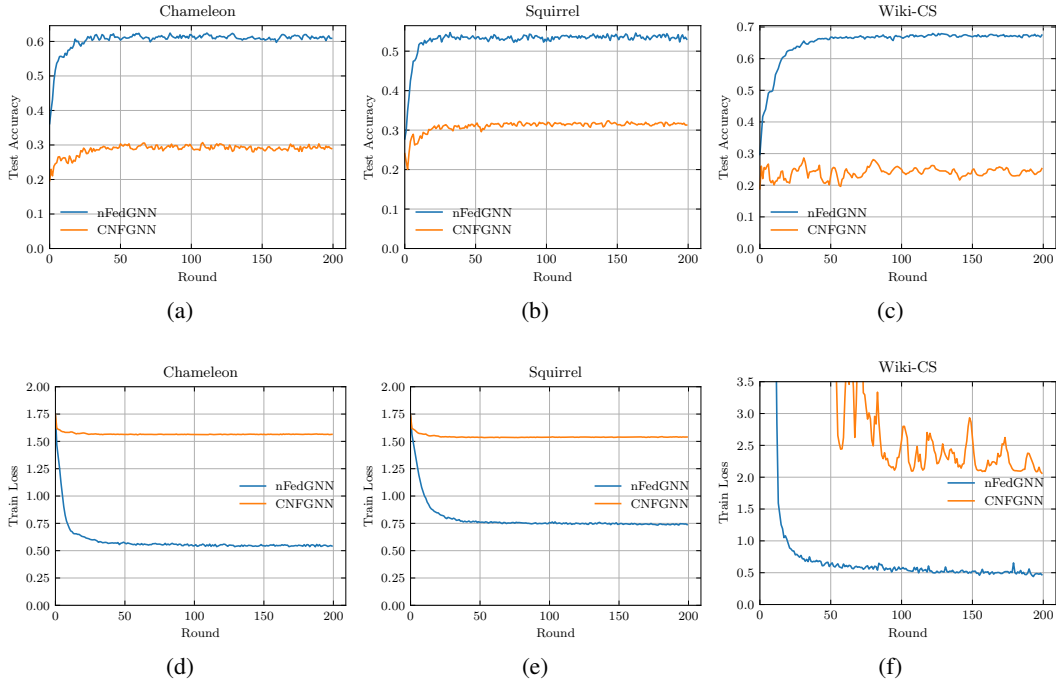 Chameleon
Test Accuracy
0.6
0.5
0.4
0.3
0.2
0.1
0.0
nFedGNN
CNFGNN
0 50 100 150 200
Round
(a)
Squirrel
Test Accuracy
0.5
0.4
0.3
0.2
0.1
0.0
nFedGNN
CNFGNN
0 50 100 150 200
Round
(b)
Wiki-CS
Test Accuracy
0.7
0.6
0.5
0.4
0.3
0.2
0.1
0.0
nFedGNN
CNFGNN
0 50 100 150 200
Round
(c)
Chameleon
Train Loss
2.00
1.75
1.50
1.25
1.00
0.75
0.50
0.25
0.00
nFedGNN
CNFGNN
0 50 100 150 200
Round
(d)
Squirrel
Train Loss
2.00
1.75
1.50
1.25
1.00
0.75
0.50
0.25
0.00
nFedGNN
CNFGNN
0 50 100 150 200
Round
(e)
Wiki-CS
Train Loss
3.5
3.0
2.5
2.0
1.5
1.0
0.5
0.0
nFedGNN
CNFGNN
0 50 100 150 200
Round
(f)